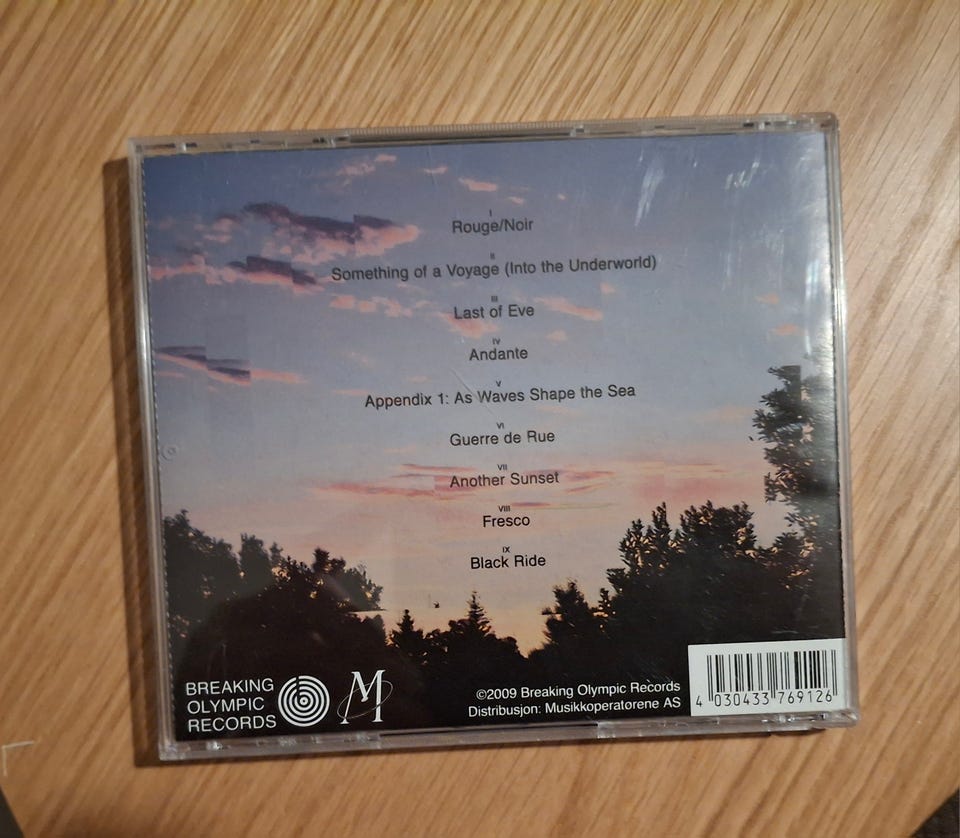 I
Rouge/Noir
II
Something of a Voyage (Into the Underworld)
III
Last of Eve
IV
Andante
V
Appendix 1: As Waves Shape the Sea
VI
Guerre de Rue
VII
Another Sunset
VIII
Fresco
IX
Black Ride
BREAKING
OLYMPIC
RECORDS
M
©2009 Breaking Olympic Records
Distribusjon: Musikkoperatørene AS
4 030433 769126